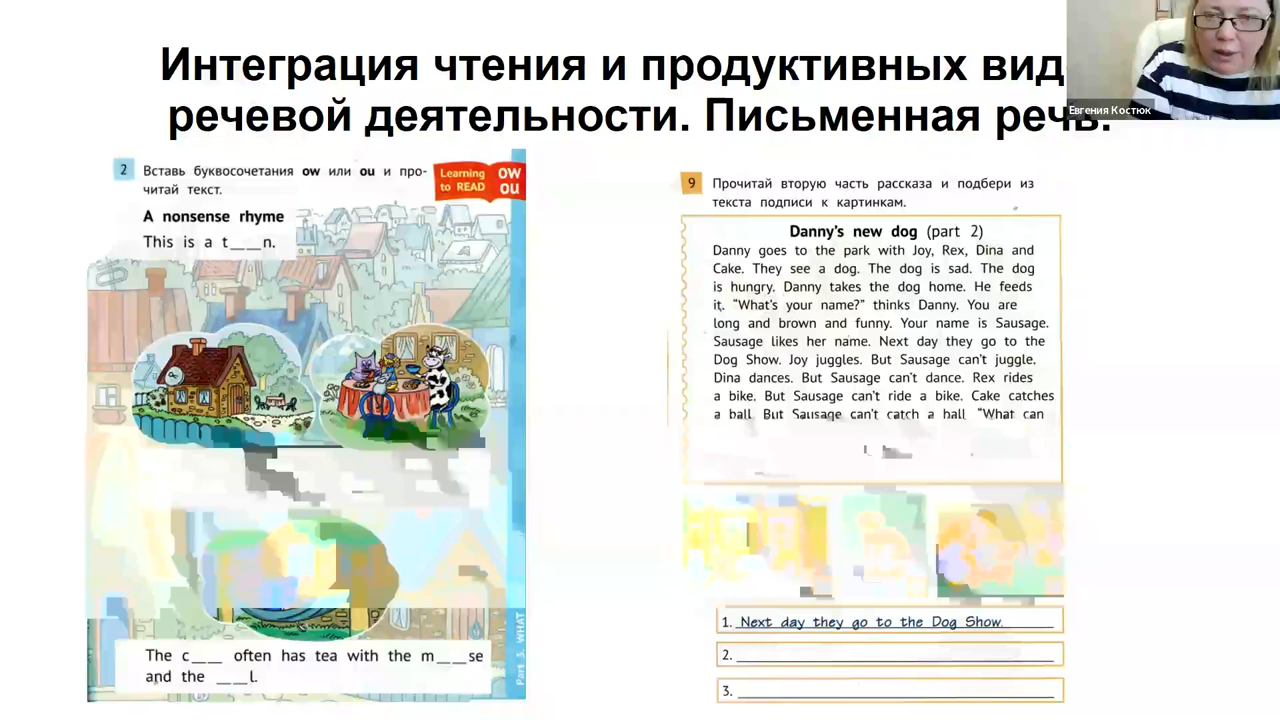 Интеграция чтения и продуктивных вид
речевой деятельности. Письменная речь.
Евгения Костюк
2 Вставь буквосочетания ow или ou и про-
читай текст.
Learning to READ
ow
ou
A nonsense rhyme
This is a t___n.
The c___ often has tea with the m___se
and the ___l.
Part 3. WHAT
9 Прочитай вторую часть рассказа и подбери из
текста подписи к картинкам.
Danny's new dog (part 2)
Danny goes to the park with Joy, Rex, Dina and
Cake. They see a dog. The dog is sad. The dog
is hungry. Danny takes the dog home. He feeds
it. “What's your name?” thinks Danny. You are
long and brown and funny. Your name is Sausage.
Sausage likes her name. Next day they go to the
Dog Show. Joy juggles. But Sausage can't juggle.
Dina dances. But Sausage can't dance. Rex rides
a bike. But Sausage can't ride a bike. Cake catches
a ball. But Sausage can't catch a ball. “What can
1. Next day they go to the Dog Show.
2.
3.